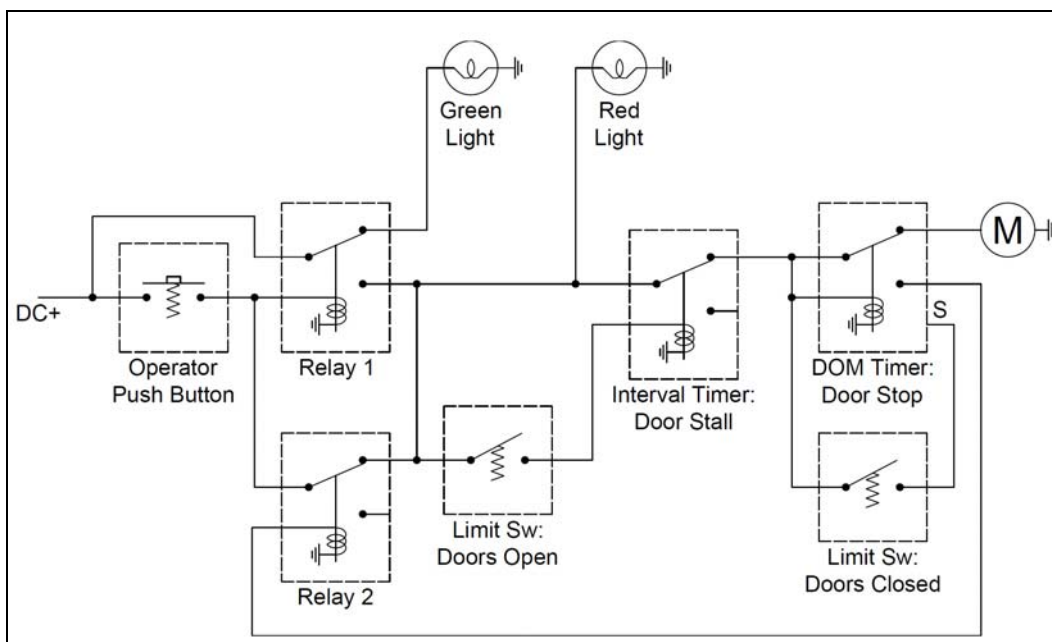 Green
Light
Red
Light
M
DC+
S
Operator
Push Button
Relay 1
Interval Timer:
Door Stall
DOM Timer:
Door Stop
Relay 2
Limit Sw:
Doors Open
Limit Sw:
Doors Closed